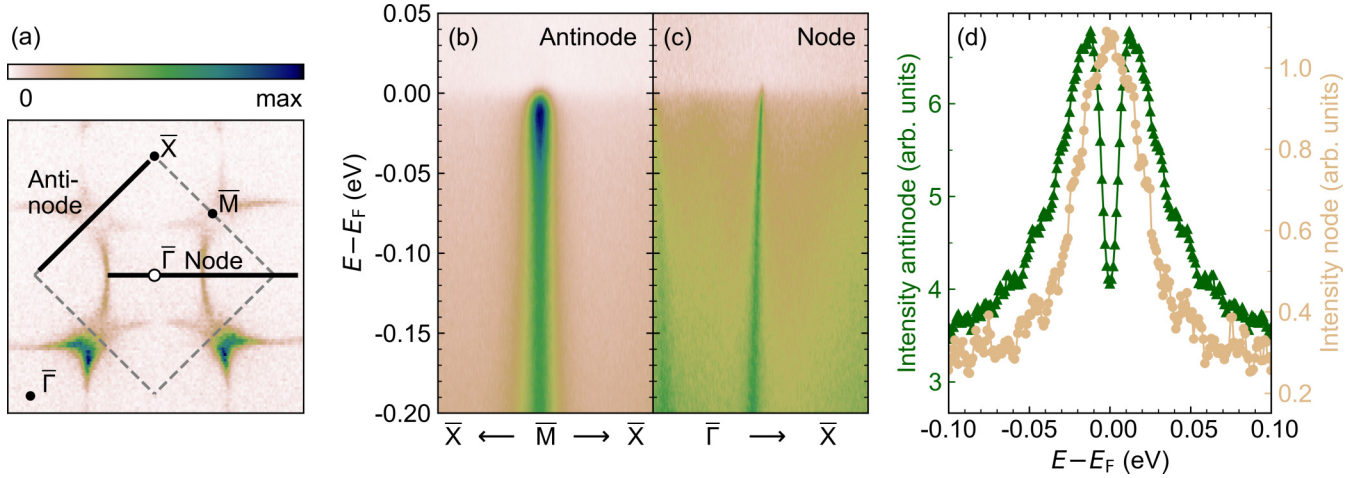 (a)
0 max
X̅
Anti-
node
M̅
Γ̅ Node
Γ̅
(b) Antinode
(c) Node
0.05
0.00
-0.05
-0.10
-0.15
-0.20
E−E_F (eV)
X̅ ← M̅ → X̅
Γ̅ → X̅
(d)
Intensity antinode (arb. units)
6
5
4
3
Intensity node (arb. units)
1.0
0.8
0.6
0.4
0.2
-0.10 -0.05 0.00 0.05 0.10
E−E_F (eV)